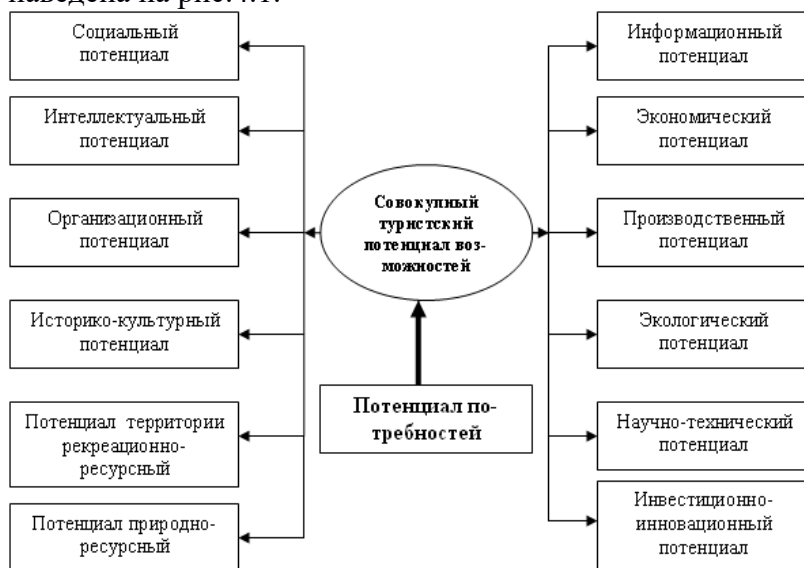 наведена на рис.4.1.
Социальный
потенциал
Интеллектуальный
потенциал
Организационный
потенциал
Историко-культурный
потенциал
Потенциал территории
рекреационно-
ресурсный
Потенциал природно-
ресурсный
Совокупный
туристский
потенциал воз-
можностей
Потенциал по-
требностей
Информационный
потенциал
Экономический
потенциал
Производственный
потенциал
Экологический
потенциал
Научно-технический
потенциал
Инвестиционно-
инновационный
потенциал